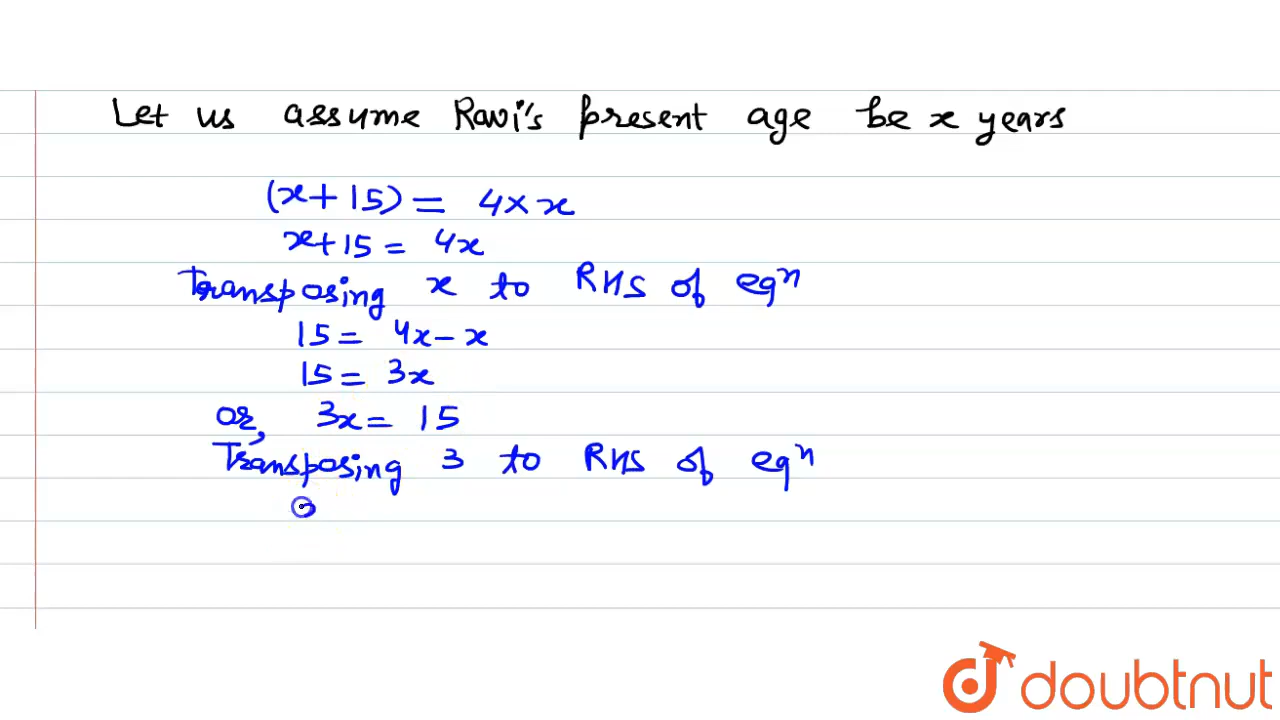 Let us assume Ravi's present age be x years
(x+15) = 4×x
x+15 = 4x
Transposing x to RHS of eqⁿ
15 = 4x-x
15 = 3x
or, 3x = 15
Transposing 3 to RHS of eqⁿ
doubtnut